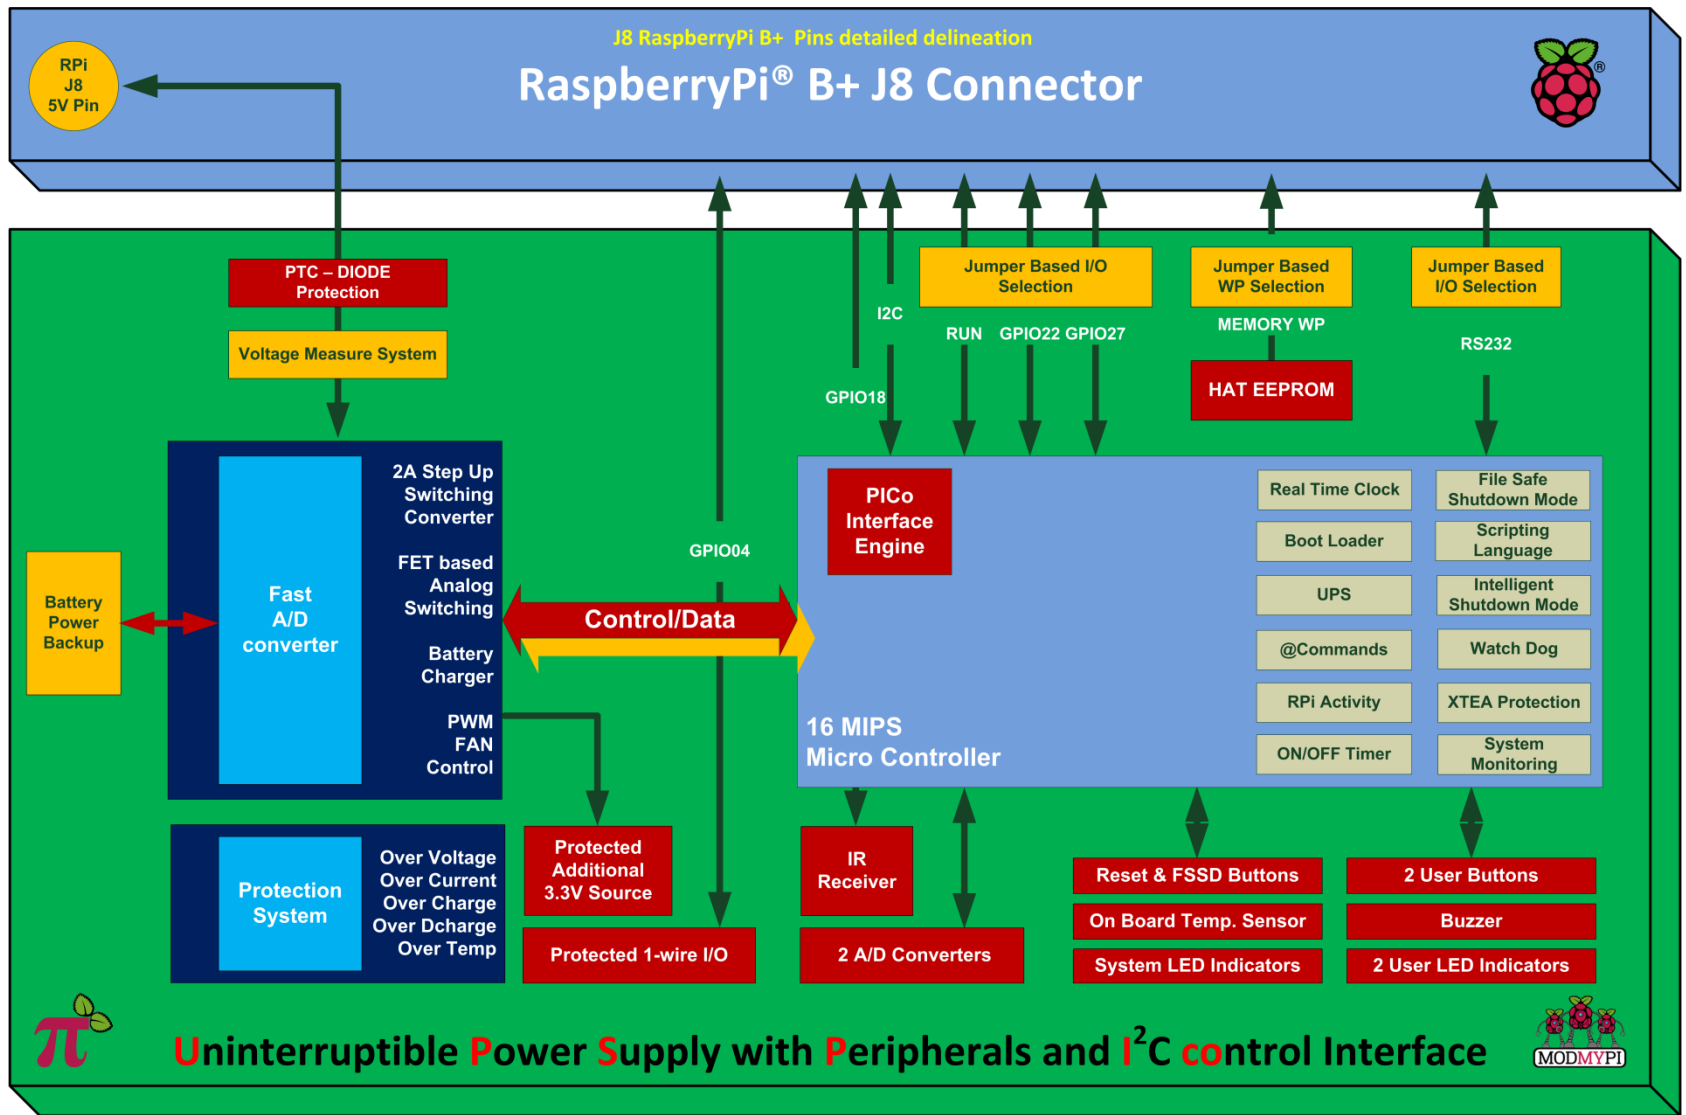 J8 RaspberryPi B+ Pins detailed delineation
RaspberryPi® B+ J8 Connector
®
RPi
J8
5V Pin
PTC – DIODE
Protection
Voltage Measure System
Jumper Based I/O
Selection
Jumper Based
WP Selection
Jumper Based
I/O Selection
I2C
RUN
GPIO22
GPIO27
MEMORY WP
RS232
GPIO18
HAT EEPROM
GPIO04
Battery
Power
Backup
Fast
A/D
converter
2A Step Up
Switching
Converter
FET based
Analog
Switching
Battery
Charger
PWM
FAN
Control
Control/Data
PICo
Interface
Engine
16 MIPS
Micro Controller
Real Time Clock
Boot Loader
UPS
@Commands
RPi Activity
ON/OFF Timer
File Safe
Shutdown Mode
Scripting
Language
Intelligent
Shutdown Mode
Watch Dog
XTEA Protection
System
Monitoring
Protection
System
Over Voltage
Over Current
Over Charge
Over Dcharge
Over Temp
Protected
Additional
3.3V Source
Protected 1-wire I/O
IR
Receiver
2 A/D Converters
Reset & FSSD Buttons
On Board Temp. Sensor
System LED Indicators
2 User Buttons
Buzzer
2 User LED Indicators
π
Uninterruptible Power Supply with Peripherals and I²C control Interface
MODMYPI